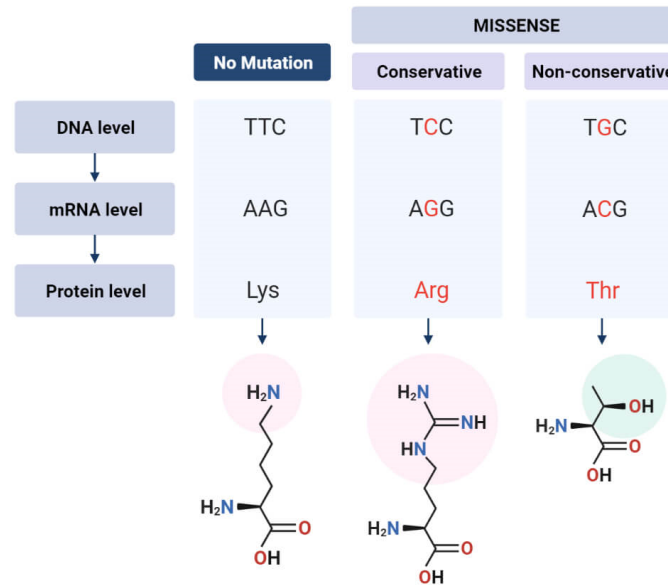 MISSENSE
No Mutation
Conservative
Non-conservative
DNA level
TTC
TCC
TGC
mRNA level
AAG
AGG
ACG
Protein level
Lys
Arg
Thr
H₂N
H₂N
O
OH
H₂N
NH
HN
H₂N
O
OH
OH
H₂N
O
OH